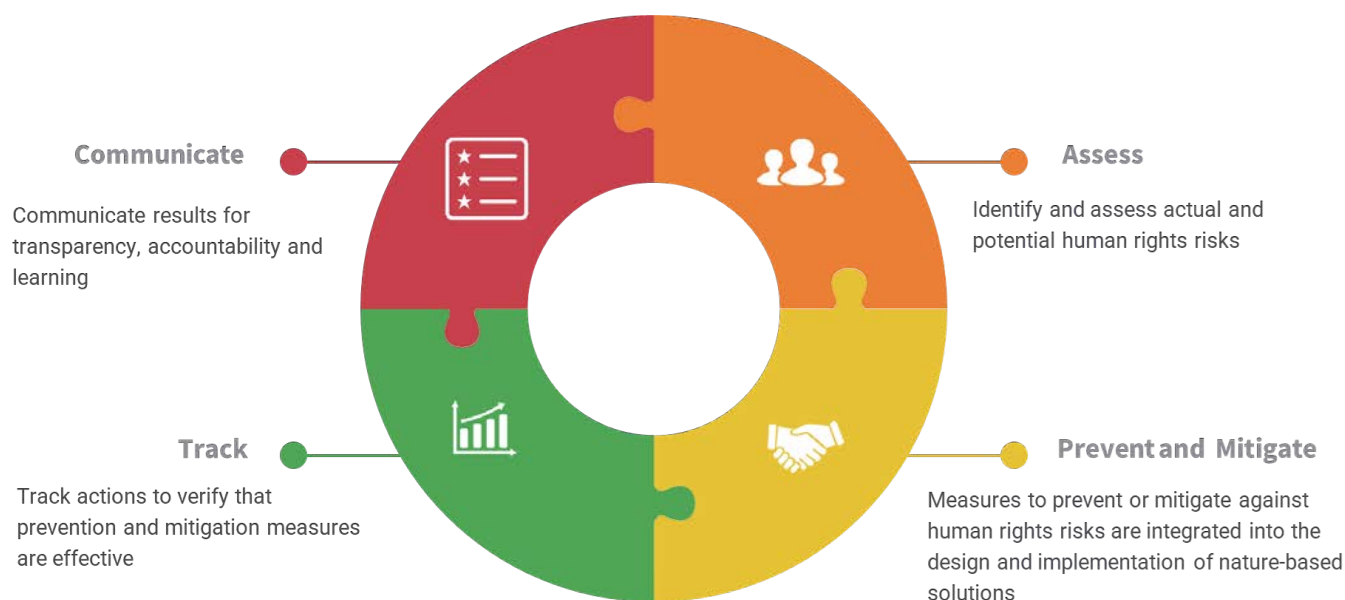 Communicate
Communicate results for
transparency, accountability and
learning
Assess
Identify and assess actual and
potential human rights risks
Track
Track actions to verify that
prevention and mitigation measures
are effective
Prevent and Mitigate
Measures to prevent or mitigate against
human rights risks are integrated into the
design and implementation of nature-based
solutions